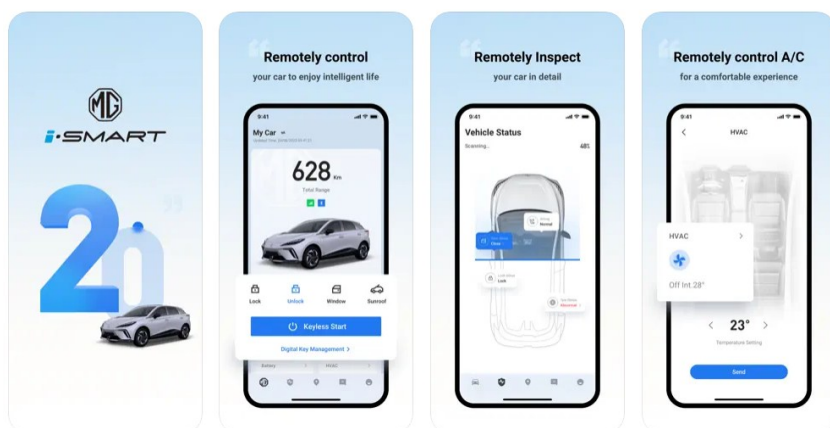 MG
i-SMART
2.0
Remotely control
your car to enjoy intelligent life
9:41
My Car
628 Km
Total Range
Lock
Unlock
Window
Sunroof
Keyless Start
Digital Key Management >
Battery
HVAC
Remotely Inspect
your car in detail
9:41
Vehicle Status
Scanning...
48%
Normal
Lock
Remotely control A/C
for a comfortable experience
9:41
HVAC
HVAC
Off Int.28°
23°
Temperature Setting
Send